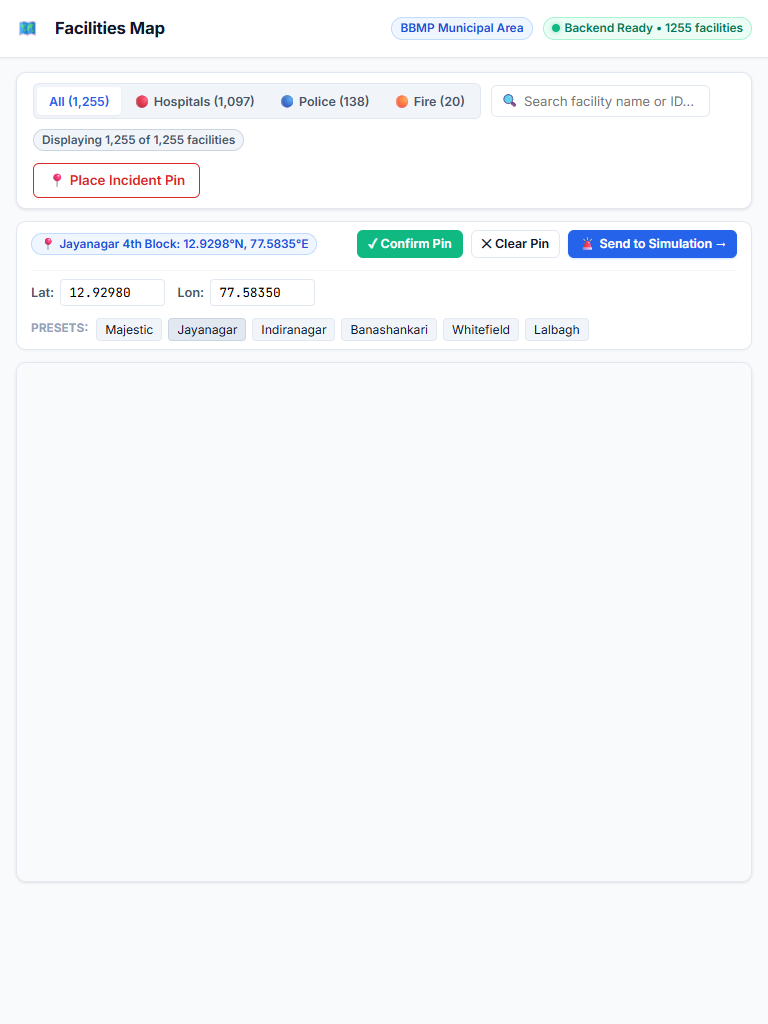 Facilities Map
BBMP Municipal Area
Backend Ready • 1255 facilities
All (1,255)
Hospitals (1,097)
Police (138)
Fire (20)
Search facility name or ID...
Displaying 1,255 of 1,255 facilities
Place Incident Pin
Jayanagar 4th Block: 12.9298°N, 77.5835°E
✓ Confirm Pin
✕ Clear Pin
Send to Simulation →
Lat: 12.92980
Lon: 77.58350
PRESETS:
Majestic
Jayanagar
Indiranagar
Banashankari
Whitefield
Lalbagh